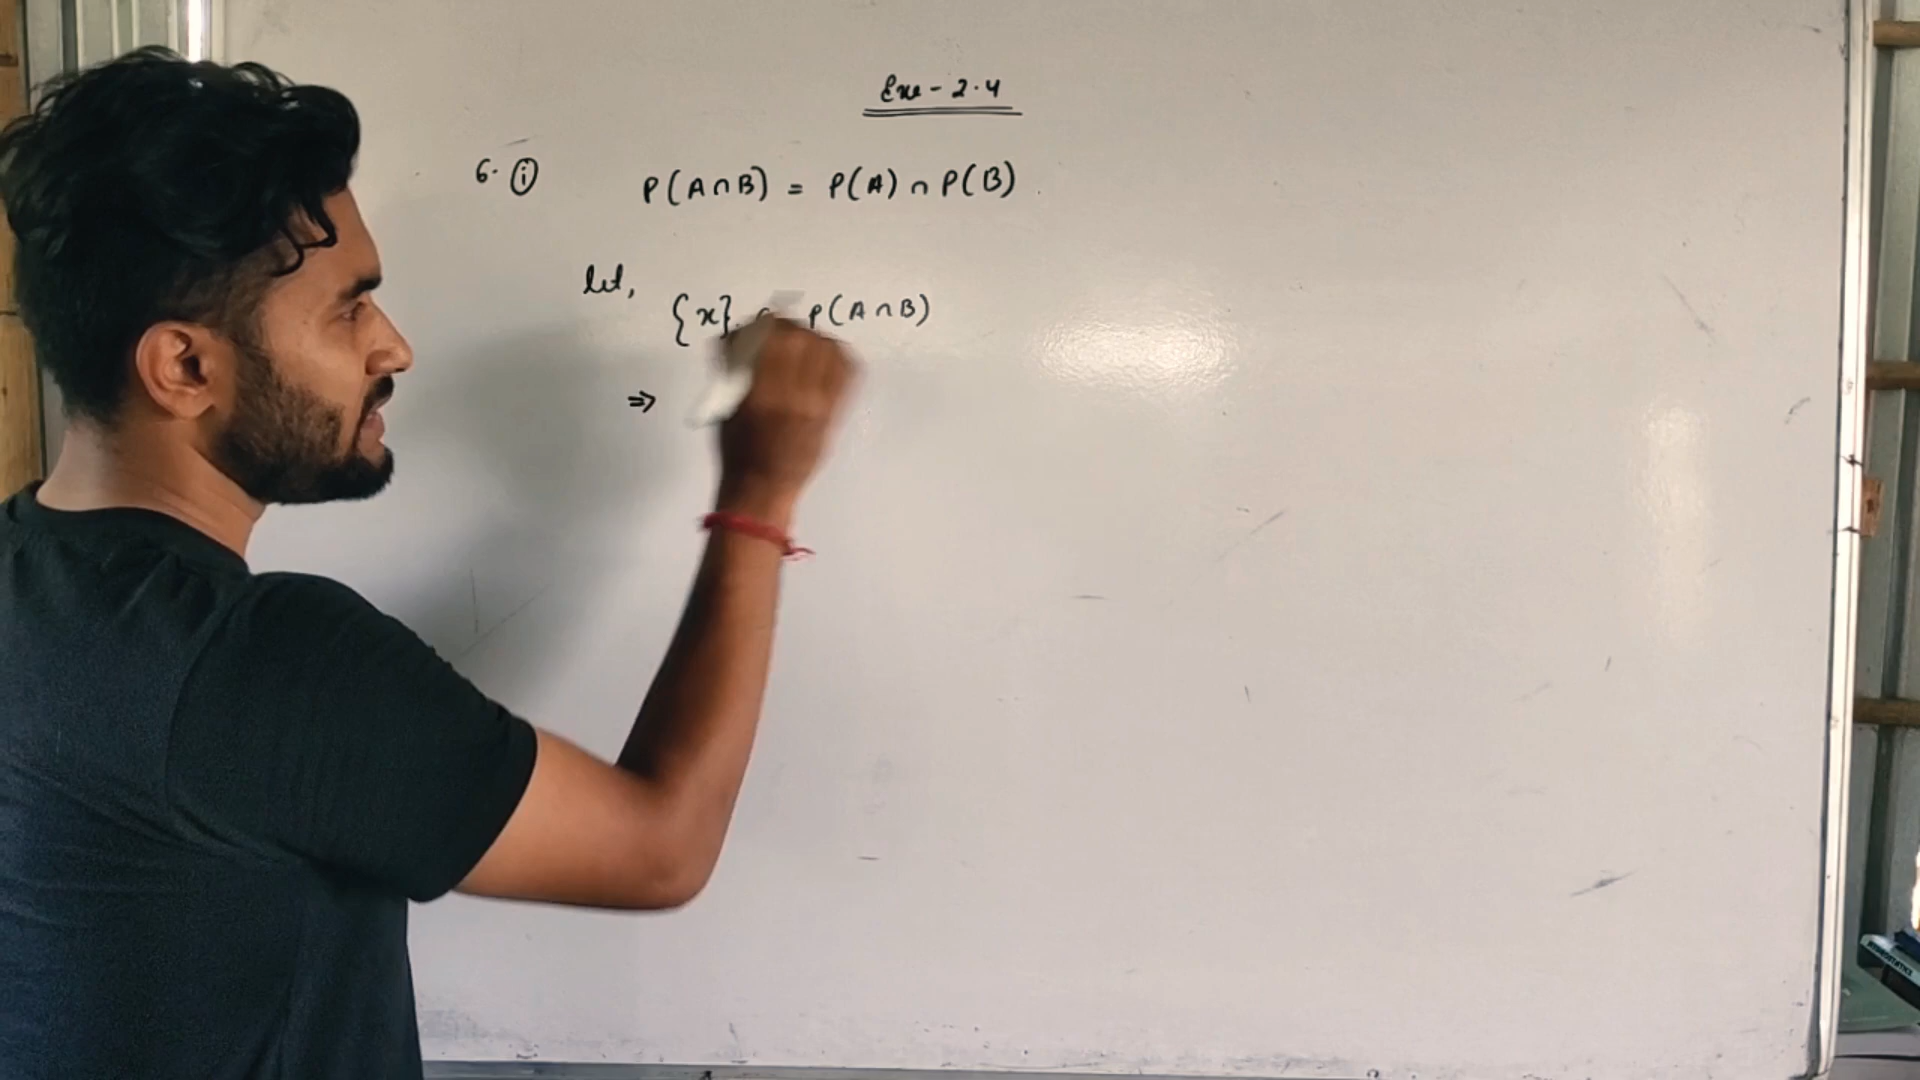 Exe - 2.4
6. (i) P(A∩B) = P(A) ∩ P(B)
let,
{x} P(A∩B)
⇒